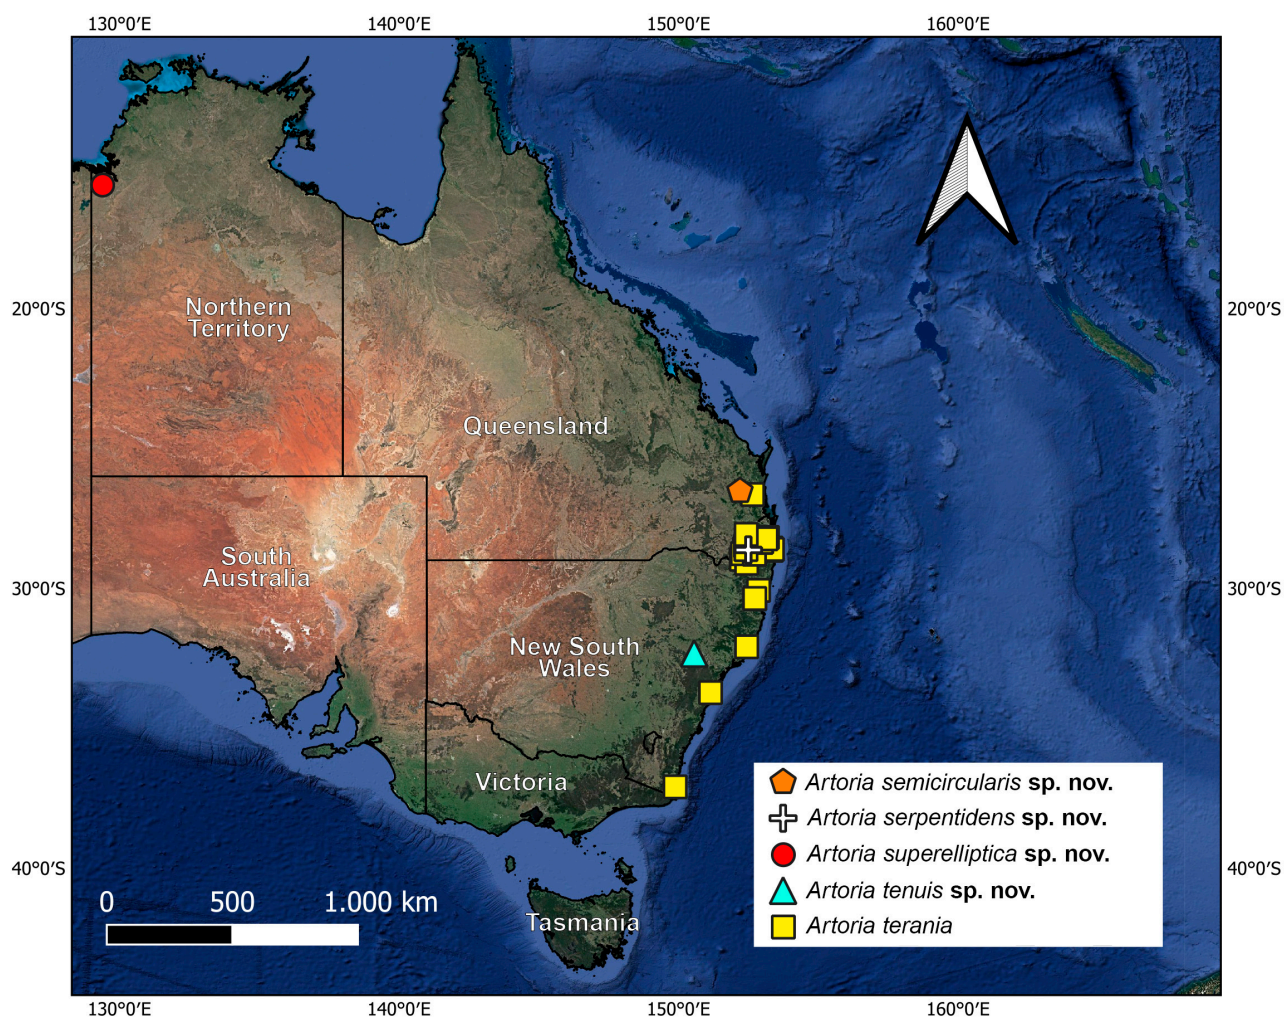 130°0'E 140°0'E 150°0'E 160°0'E
20°0'S 20°0'S
30°0'S 30°0'S
40°0'S 40°0'S
Northern
Territory
Queensland
South
Australia
New South
Wales
Victoria
Tasmania
Artoria semicircularis sp. nov.
Artoria serpentidens sp. nov.
Artoria superelliptica sp. nov.
Artoria tenuis sp. nov.
Artoria terania
0 500 1.000 km
130°0'E 140°0'E 150°0'E 160°0'E